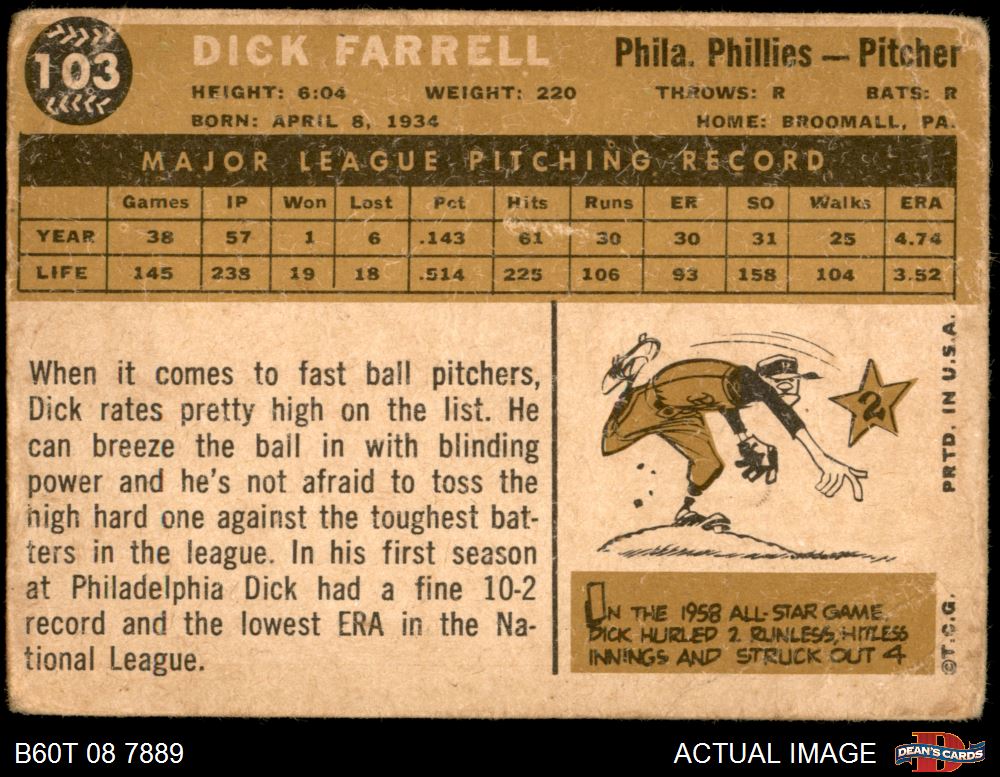 103
DICK FARRELL
Phila. Phillies — Pitcher
HEIGHT: 6:04 WEIGHT: 220 THROWS: R BATS: R
BORN: APRIL 8, 1934 HOME: BROOMALL, PA.
MAJOR LEAGUE PITCHING RECORD
Games IP Won Lost Pct Hits Runs ER SO Walks ERA
YEAR 38 57 1 6 .143 61 30 30 31 25 4.74
LIFE 145 238 19 18 .514 225 106 93 158 104 3.52
When it comes to fast ball pitchers,
Dick rates pretty high on the list. He
can breeze the ball in with blinding
power and he's not afraid to toss the
high hard one against the toughest bat-
ters in the league. In his first season
at Philadelphia Dick had a fine 10-2
record and the lowest ERA in the Na-
tional League.
2
IN THE 1958 ALL-STAR GAME,
DICK HURLED 2 RUNLESS, HITLESS
INNINGS AND STRUCK OUT 4
PRTD. IN U.S.A.
©T.C.G.
B60T 08 7889
ACTUAL IMAGE
D
DEAN'S CARDS